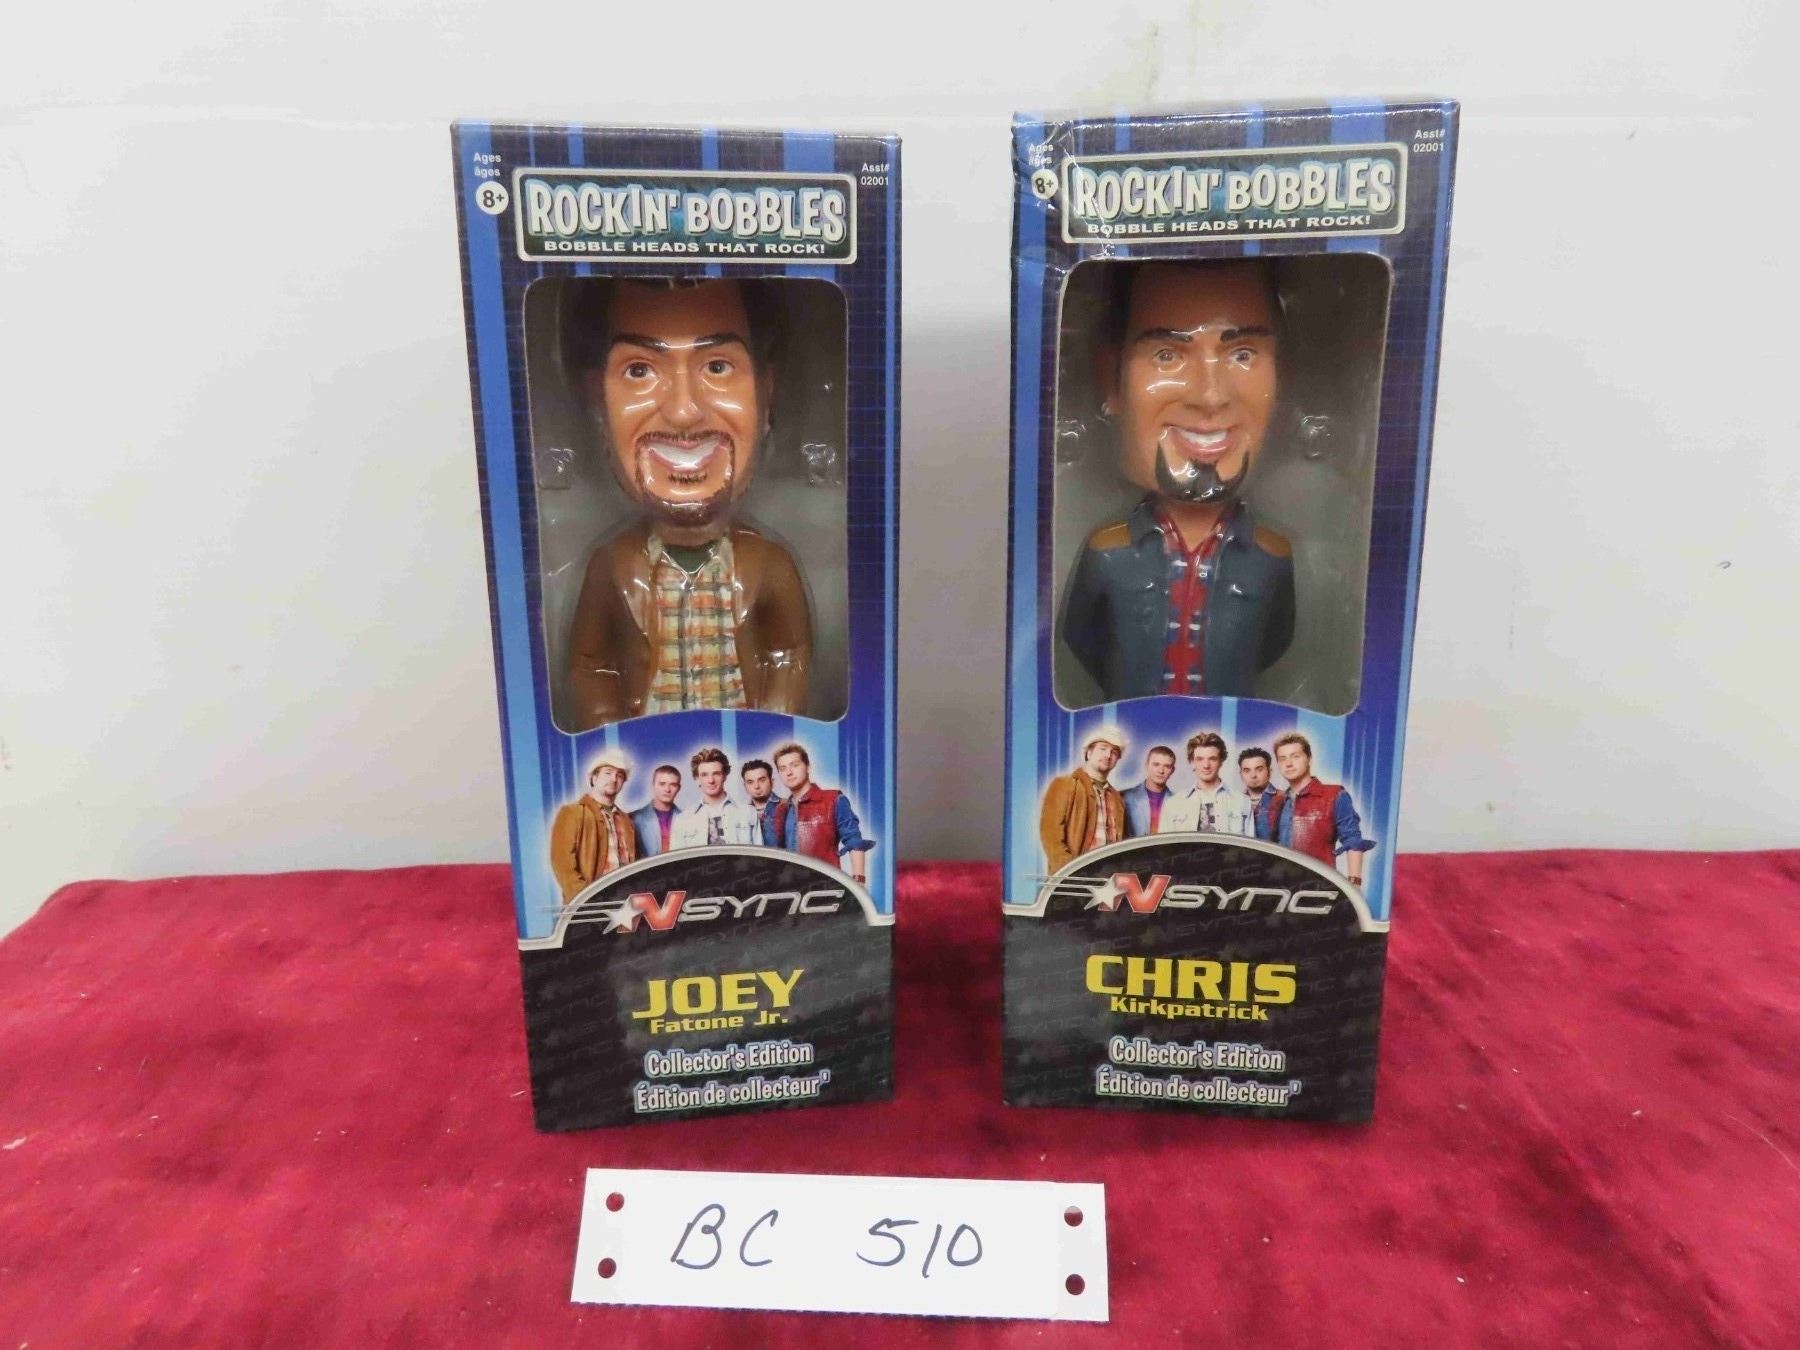 Ages
âges
8+
Asst#
02001
ROCKIN' BOBBLES
BOBBLE HEADS THAT ROCK!
NSYNC
JOEY
Fatone Jr.
Collector's Edition
Édition de collecteur'
Ages
âges
8+
Asst#
02001
ROCKIN' BOBBLES
BOBBLE HEADS THAT ROCK!
NSYNC
CHRIS
Kirkpatrick
Collector's Edition
Édition de collecteur'
BC 510